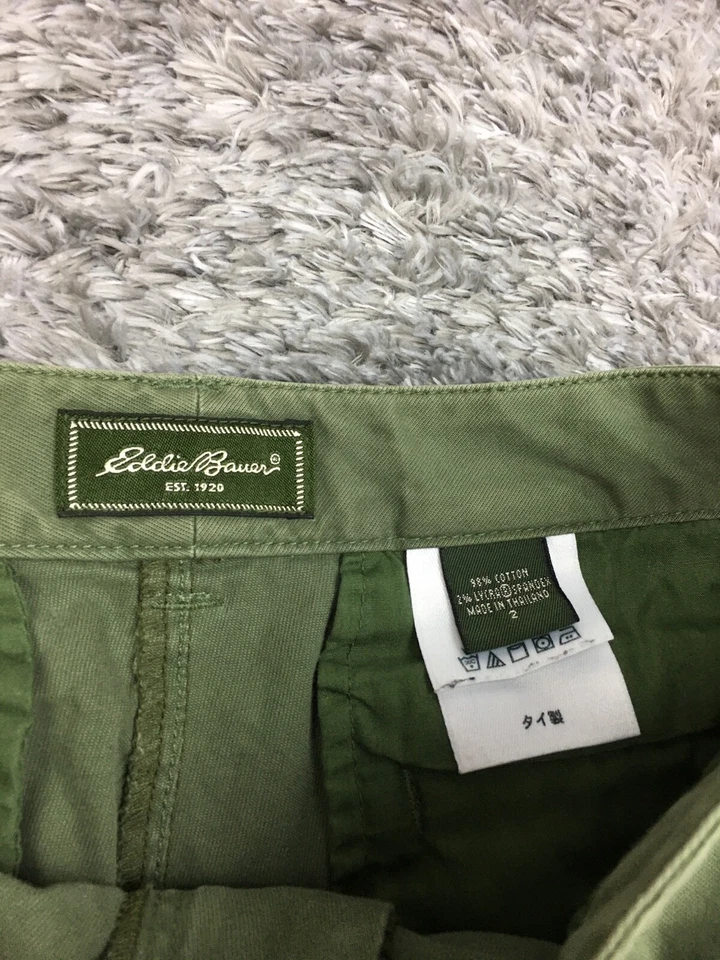 Eddie Bauer®
EST. 1920
98% COTTON
2% LYCRA® SPANDEX
MADE IN THAILAND
2
タイ製